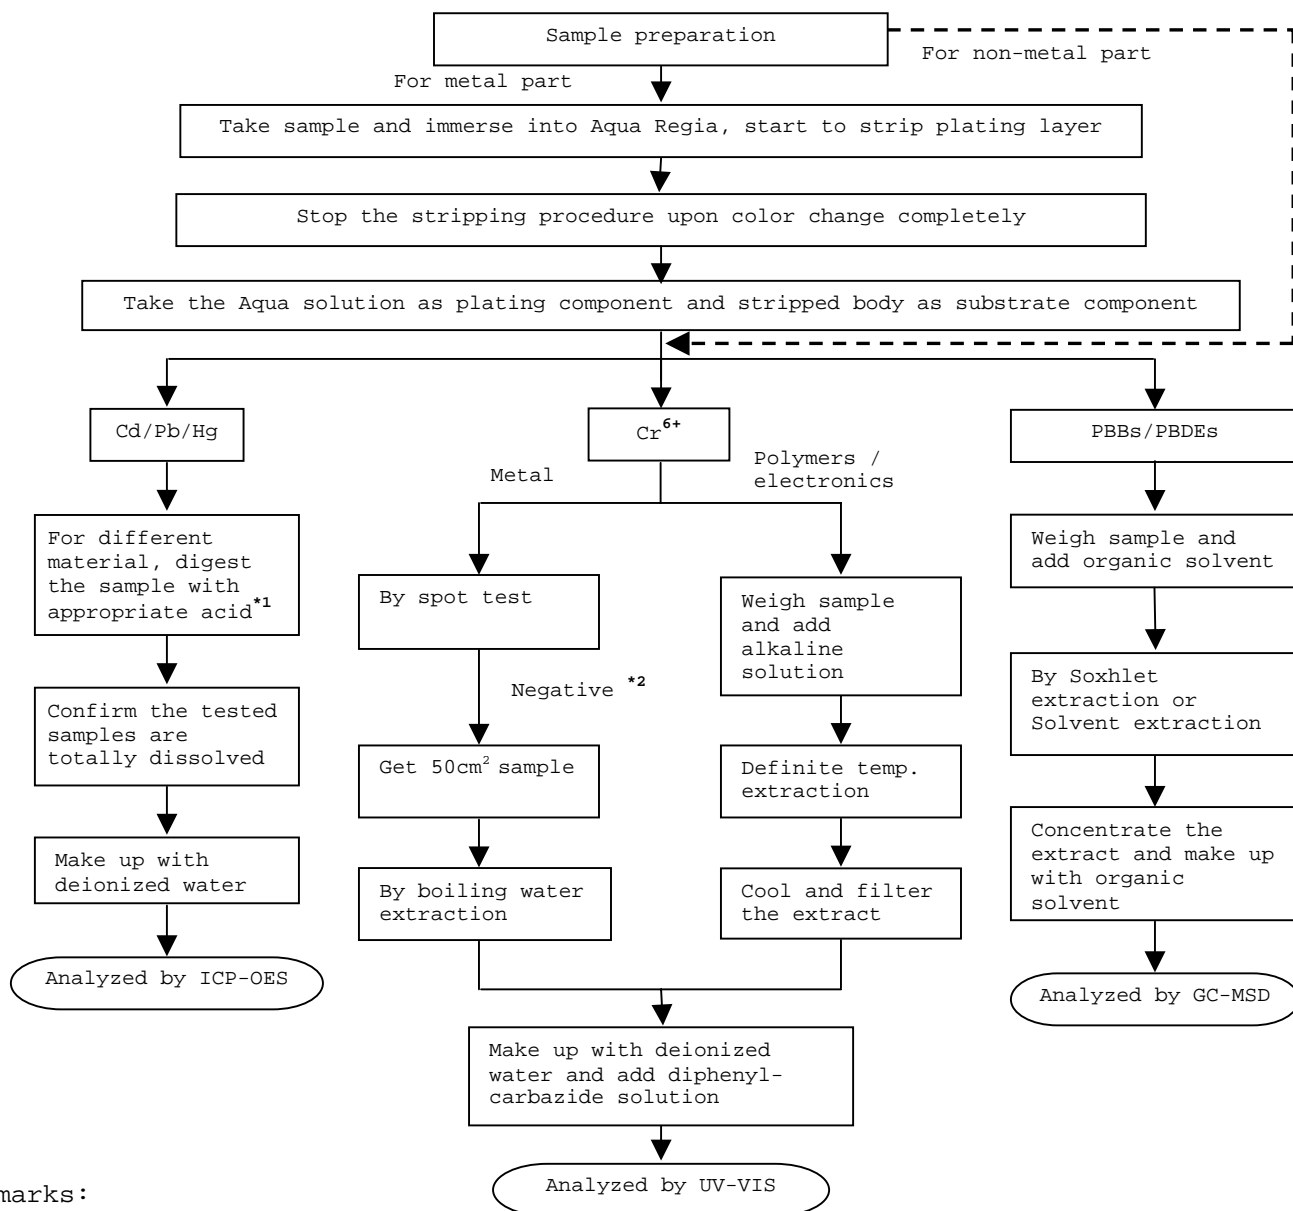 Sample preparation
For non-metal part
For metal part
Take sample and immerse into Aqua Regia, start to strip plating layer
Stop the stripping procedure upon color change completely
Take the Aqua solution as plating component and stripped body as substrate component
Cd/Pb/Hg
For different
material, digest
the sample with
appropriate acid*1
Confirm the tested
samples are
totally dissolved
Make up with
deionized water
Analyzed by ICP-OES
Cr6+
Metal
By spot test
Negative *2
Get 50cm2 sample
By boiling water
extraction
Polymers /
electronics
Weigh sample
and add
alkaline
solution
Definite temp.
extraction
Cool and filter
the extract
Make up with deionized
water and add diphenyl-
carbazide solution
Analyzed by UV-VIS
PBBs/PBDEs
Weigh sample and
add organic solvent
By Soxhlet
extraction or
Solvent extraction
Concentrate the
extract and make up
with organic
solvent
Analyzed by GC-MSD
marks: